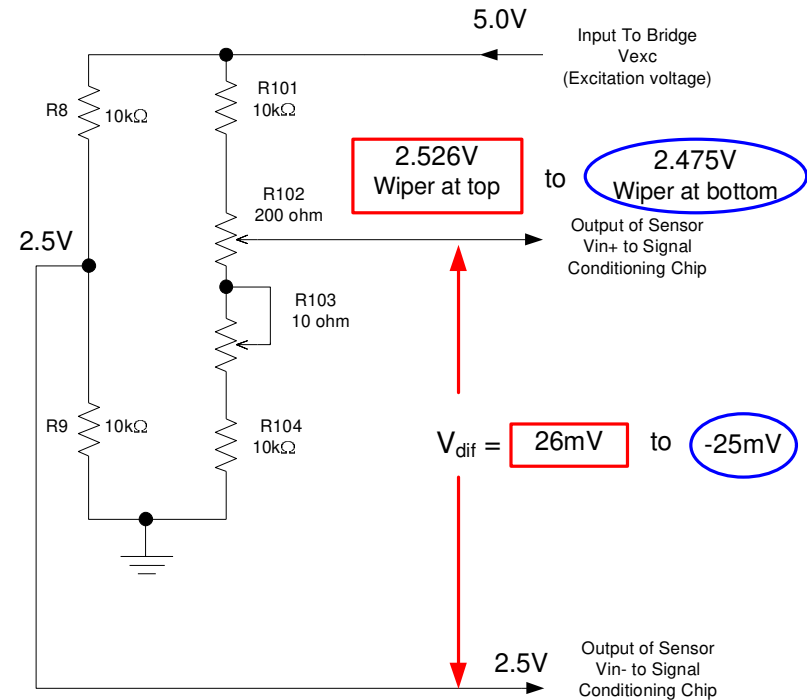 5.0V
Input To Bridge
Vexc
(Excitation voltage)
R8
10kΩ
R101
10kΩ
2.526V
Wiper at top
to
2.475V
Wiper at bottom
R102
200 ohm
2.5V
Output of Sensor
Vin+ to Signal
Conditioning Chip
R103
10 ohm
R9
10kΩ
R104
10kΩ
Vdif =
26mV
to
-25mV
2.5V
Output of Sensor
Vin- to Signal
Conditioning Chip